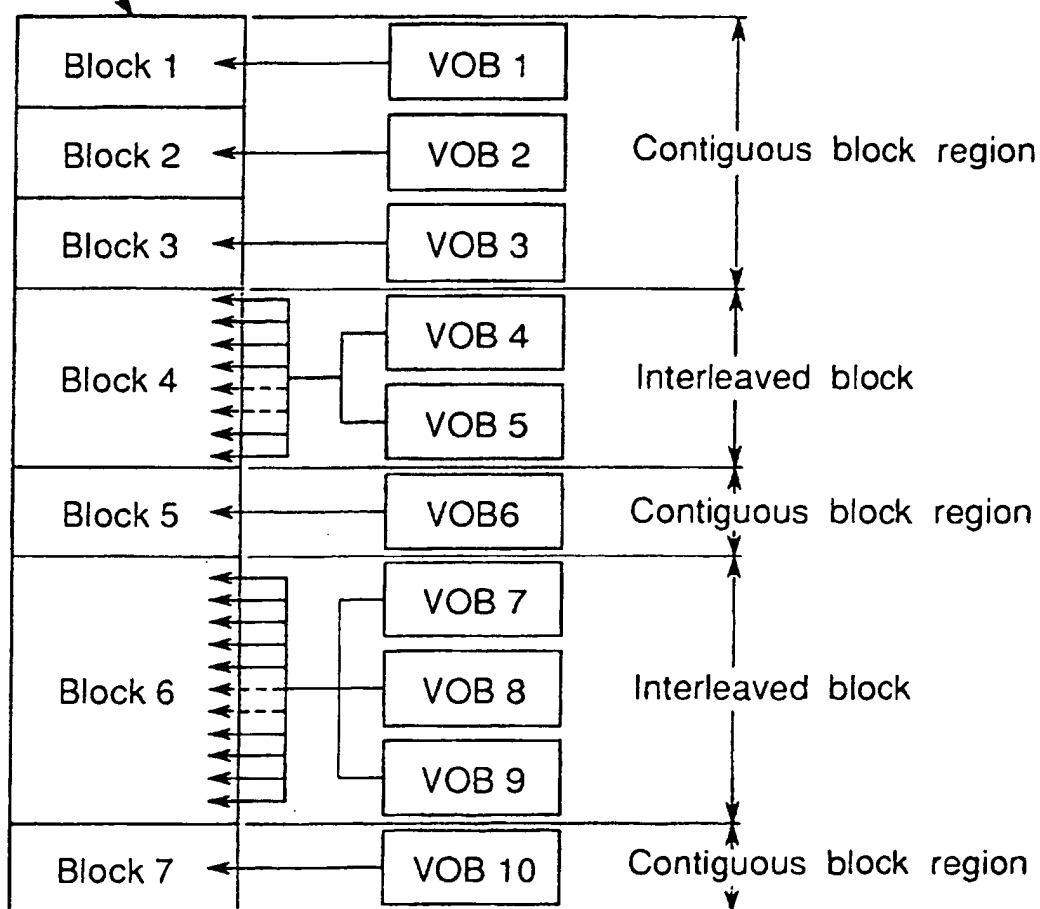 Block 1
VOB 1
Block 2
VOB 2
Contiguous block region
Block 3
VOB 3
Block 4
VOB 4
Interleaved block
VOB 5
Block 5
VOB6
Contiguous block region
Block 6
VOB 7
VOB 8
Interleaved block
VOB 9
Block 7
VOB 10
Contiguous block region